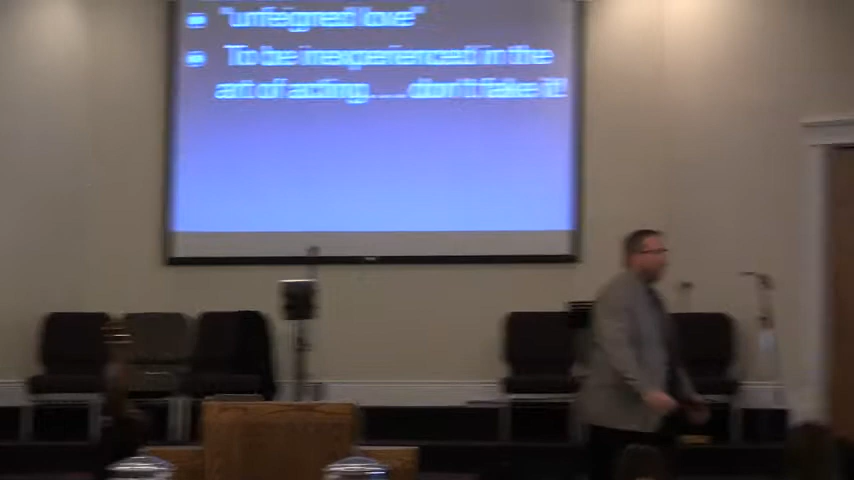 "unfeigned love"
To be inexperienced in the
art of acting.....don't fake it!